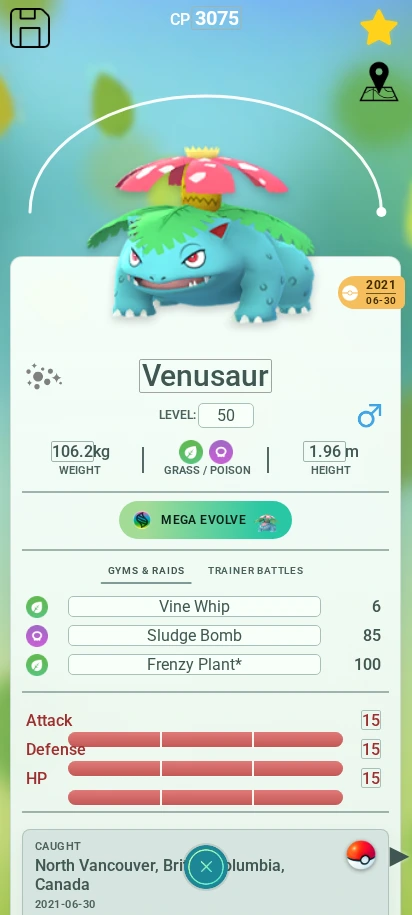 CP 3075
2021
06-30
Venusaur
LEVEL: 50
106.2kg
WEIGHT
GRASS / POISON
1.96 m
HEIGHT
MEGA EVOLVE
GYMS & RAIDS TRAINER BATTLES
Vine Whip 6
Sludge Bomb 85
Frenzy Plant* 100
Attack 15
Defense 15
HP 15
CAUGHT
North Vancouver, British Columbia,
Canada
2021-06-30